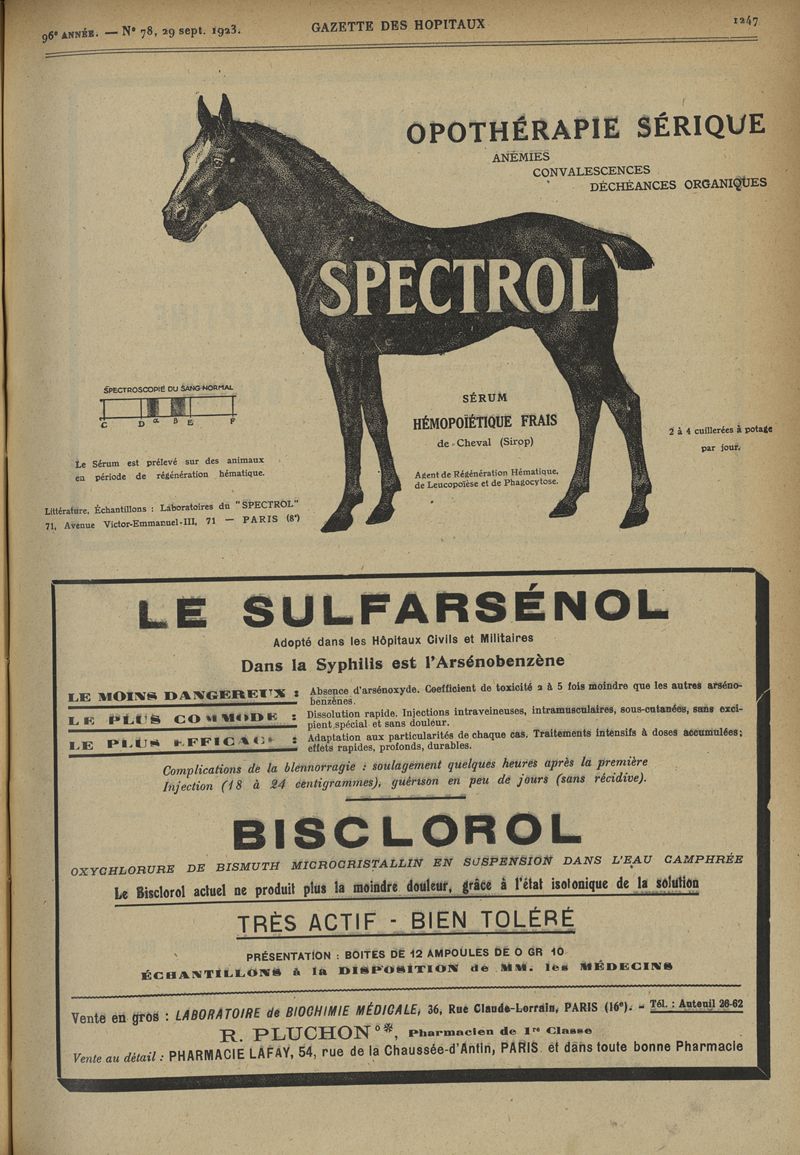 96e ANNÉE. — N° 78, 29 sept. 1923.
GAZETTE DES HOPITAUX
1247
OPOTHÉRAPIE SÉRIQUE
ANÉMIES
CONVALESCENCES
DÉCHÉANCES ORGANIQUES
SPECTROL
SPECTROSCOPIE DU SANG NORMAL
C D α B E F
Le Sérum est prélevé sur des animaux
en période de régénération hématique.
Littérature, Échantillons : Laboratoires du "SPECTROL"
71, Avenue Victor-Emmanuel-III, 71 — PARIS (8e)
SÉRUM
HÉMOPOÏÉTIQUE FRAIS
de Cheval (Sirop)
Agent de Régénération Hématique,
de Leucopoïèse et de Phagocytose.
2 à 4 cuillerées à potage
par jour.
LE SULFARSÉNOL
Adopté dans les Hôpitaux Civils et Militaires
Dans la Syphilis est l'Arsénobenzène
LE MOINS DANGEREUX : Absence d'arsénoxyde. Coefficient de toxicité 2 à 5 fois moindre que les autres arséno-
benzènes.
LE PLUS COMMODE : Dissolution rapide. Injections intraveineuses, intramusculaires, sous-cutanées, sans exci-
pient spécial et sans douleur.
LE PLUS EFFICACE : Adaptation aux particularités de chaque cas. Traitements intensifs à doses accumulées;
effets rapides, profonds, durables.
Complications de la blennorragie : soulagement quelques heures après la première
Injection (18 à 24 centigrammes), guérison en peu de jours (sans récidive).
BISCLOROL
OXYCHLORURE DE BISMUTH MICROCRISTALLIN EN SUSPENSION DANS L'EAU CAMPHRÉE
Le Bisclorol actuel ne produit plus la moindre douleur, grâce à l'état isotonique de la solution
TRÈS ACTIF - BIEN TOLÉRÉ
PRÉSENTATION : BOITES DE 12 AMPOULES DE 0 GR 10
ÉCHANTILLONS à la DISPOSITION de MM. les MÉDECINS
Vente en gros : LABORATOIRE de BIOCHIMIE MÉDICALE, 36, Rue Claude-Lorrain, PARIS (16e). - Tél. : Auteuil 26-62
R. PLUCHON O ✻, Pharmacien de 1re Classe
Vente au détail : PHARMACIE LAFAY, 54, rue de la Chaussée-d'Antin, PARIS et dans toute bonne Pharmacie